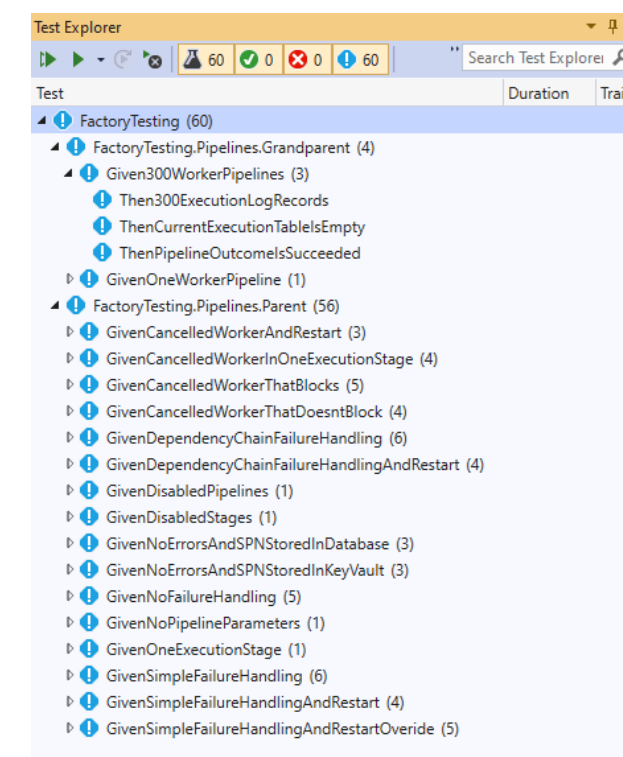 Test Explorer
60 0 0 60 " Search Test Explorer
Test Duration Trai
FactoryTesting (60)
FactoryTesting.Pipelines.Grandparent (4)
Given300WorkerPipelines (3)
Then300ExecutionLogRecords
ThenCurrentExecutionTableIsEmpty
ThenPipelineOutcomeIsSucceeded
GivenOneWorkerPipeline (1)
FactoryTesting.Pipelines.Parent (56)
GivenCancelledWorkerAndRestart (3)
GivenCancelledWorkerInOneExecutionStage (4)
GivenCancelledWorkerThatBlocks (5)
GivenCancelledWorkerThatDoesntBlock (4)
GivenDependencyChainFailureHandling (6)
GivenDependencyChainFailureHandlingAndRestart (4)
GivenDisabledPipelines (1)
GivenDisabledStages (1)
GivenNoErrorsAndSPNStoredInDatabase (3)
GivenNoErrorsAndSPNStoredInKeyVault (3)
GivenNoFailureHandling (5)
GivenNoPipelineParameters (1)
GivenOneExecutionStage (1)
GivenSimpleFailureHandling (6)
GivenSimpleFailureHandlingAndRestart (4)
GivenSimpleFailureHandlingAndRestartOveride (5)